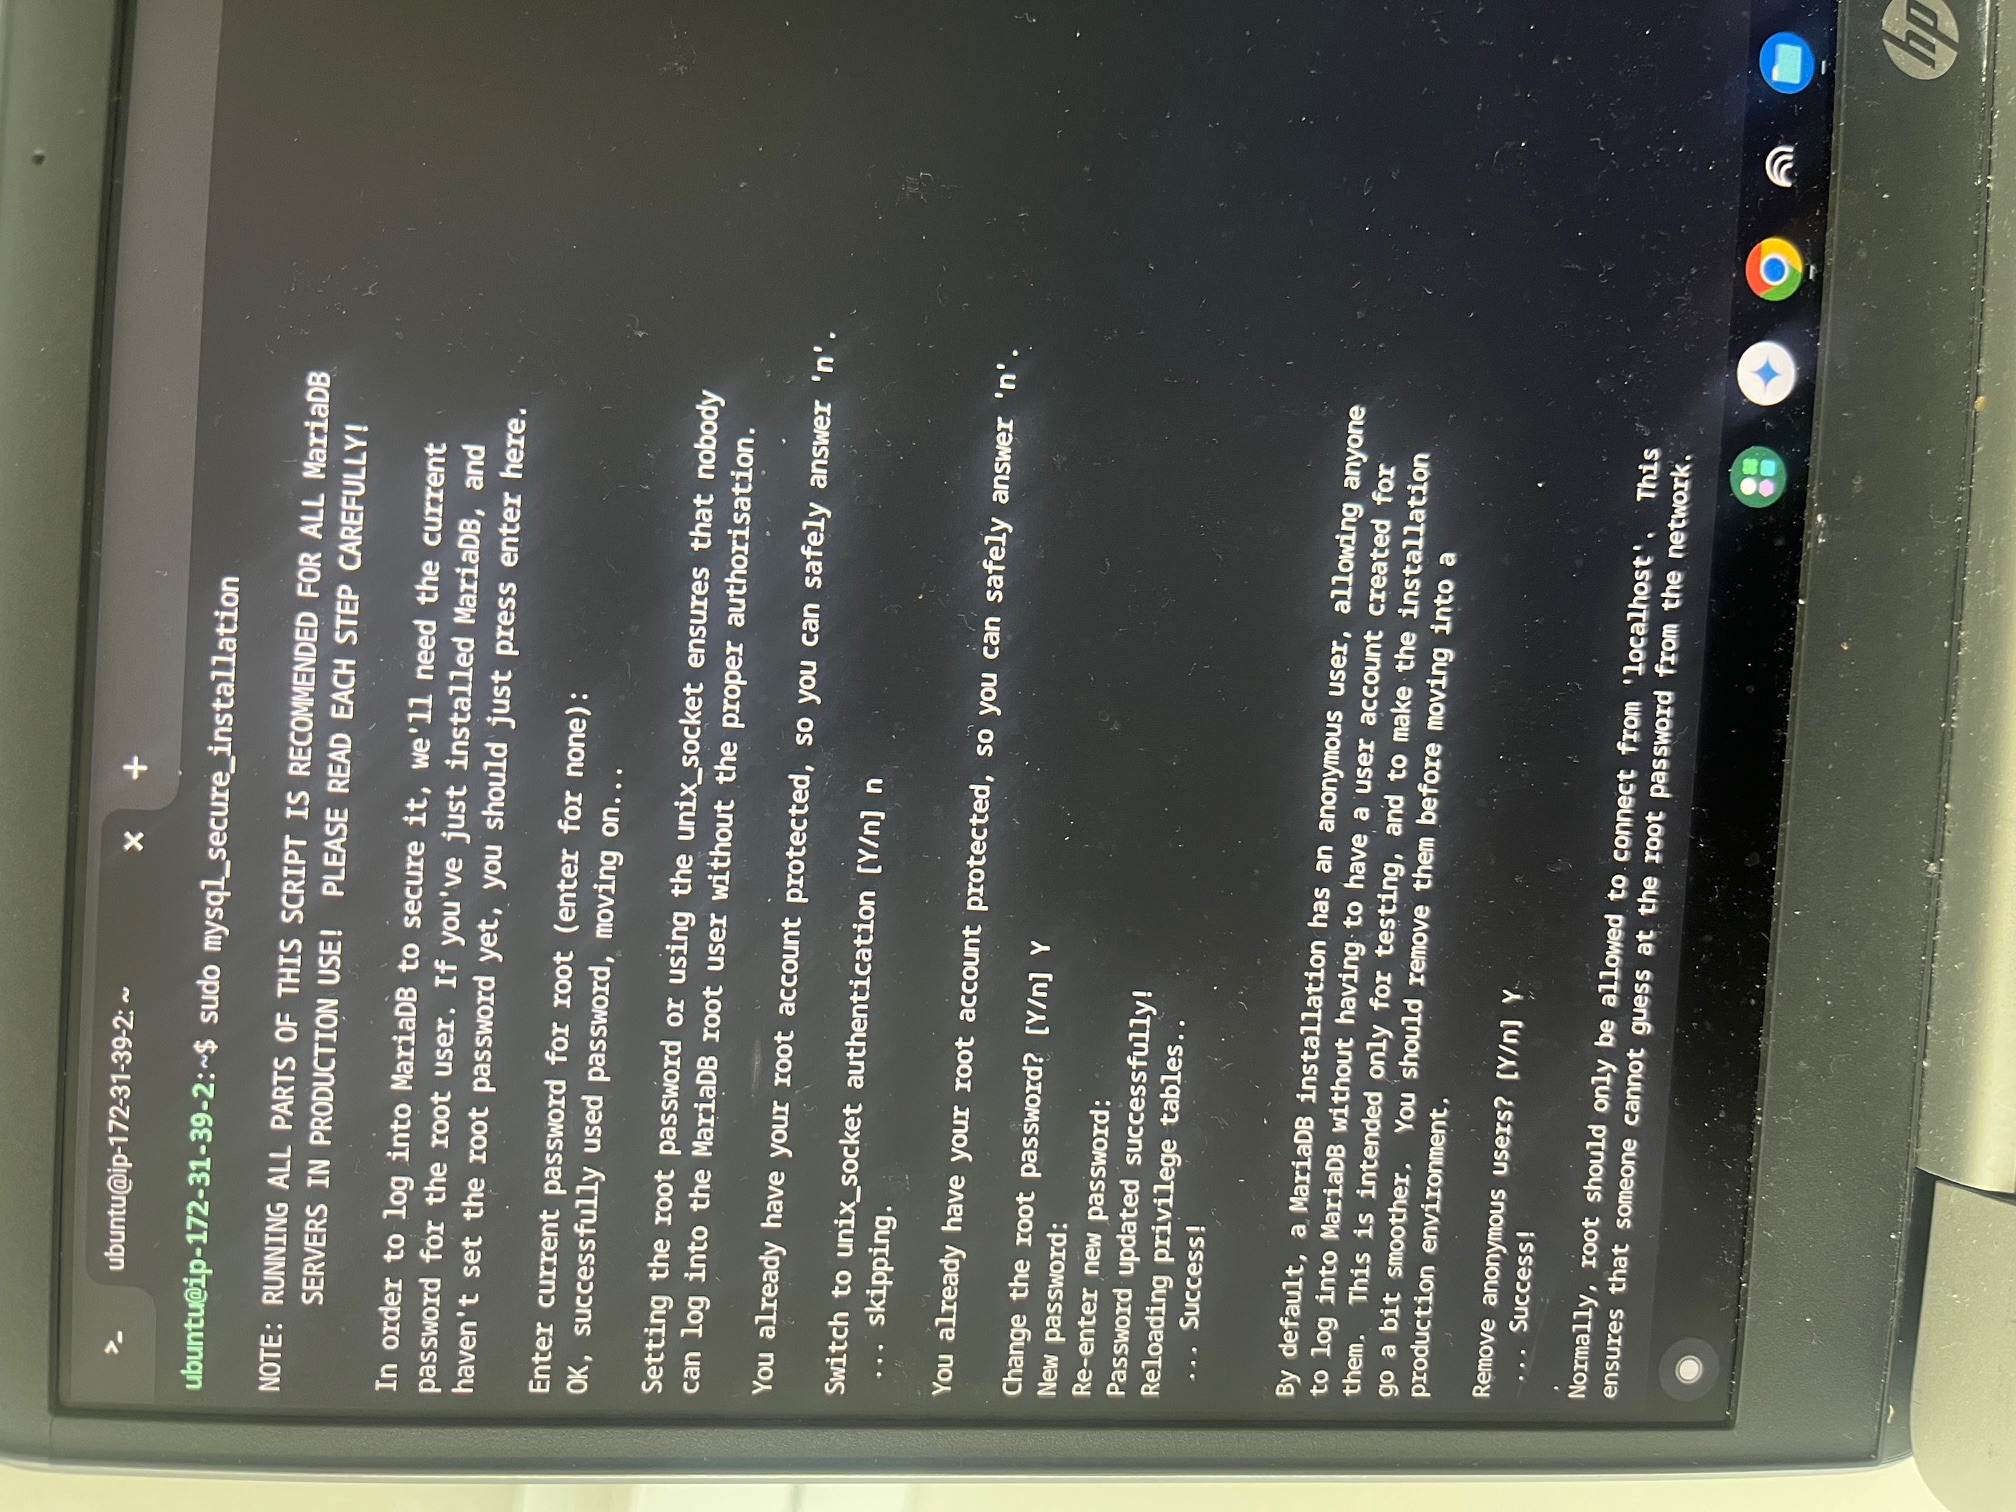 >_ ubuntu@ip-172-31-39-2: ~ × +
ubuntu@ip-172-31-39-2:~$ sudo mysql_secure_installation
NOTE: RUNNING ALL PARTS OF THIS SCRIPT IS RECOMMENDED FOR ALL MariaDB
SERVERS IN PRODUCTION USE!  PLEASE READ EACH STEP CAREFULLY!
In order to log into MariaDB to secure it, we'll need the current
password for the root user. If you've just installed MariaDB, and
haven't set the root password yet, you should just press enter here.
Enter current password for root (enter for none):
OK, successfully used password, moving on...
Setting the root password or using the unix_socket ensures that nobody
can log into the MariaDB root user without the proper authorisation.
You already have your root account protected, so you can safely answer 'n'.
Switch to unix_socket authentication [Y/n] n
... skipping.
You already have your root account protected, so you can safely answer 'n'.
Change the root password? [Y/n] Y
New password:
Re-enter new password:
Password updated successfully!
Reloading privilege tables..
... Success!
By default, a MariaDB installation has an anonymous user, allowing anyone
to log into MariaDB without having to have a user account created for
them.  This is intended only for testing, and to make the installation
go a bit smoother.  You should remove them before moving into a
production environment.
Remove anonymous users? [Y/n] Y
... Success!
Normally, root should only be allowed to connect from 'localhost'.  This
ensures that someone cannot guess at the root password from the network.
hp